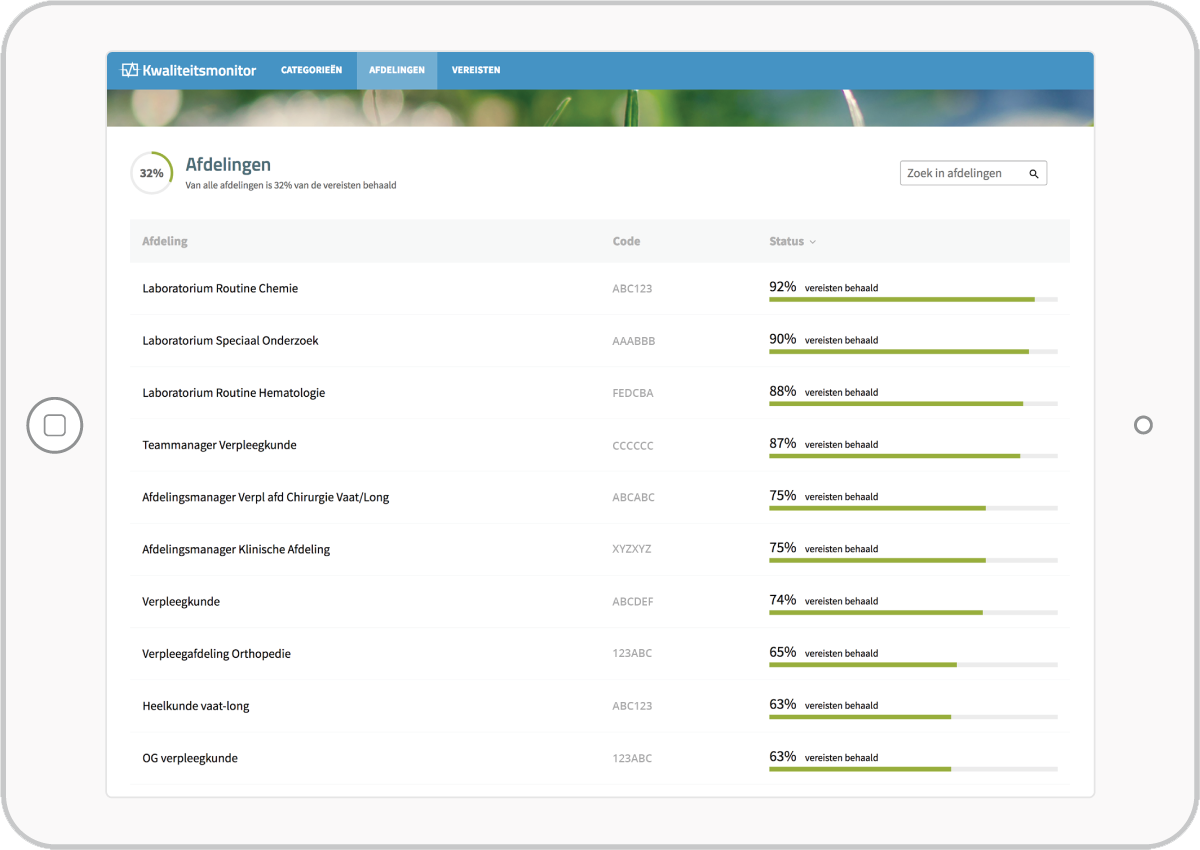 Kwaliteitsmonitor CATEGORIEËN AFDELINGEN VEREISTEN
32%
Afdelingen
Van alle afdelingen is 32% van de vereisten behaald
Zoek in afdelingen
Afdeling Code Status
Laboratorium Routine Chemie ABC123 92% vereisten behaald
Laboratorium Speciaal Onderzoek AAABBB 90% vereisten behaald
Laboratorium Routine Hematologie FEDCBA 88% vereisten behaald
Teammanager Verpleegkunde CCCCCC 87% vereisten behaald
Afdelingsmanager Verpl afd Chirurgie Vaat/Long ABCABC 75% vereisten behaald
Afdelingsmanager Klinische Afdeling XYZXYZ 75% vereisten behaald
Verpleegkunde ABCDEF 74% vereisten behaald
Verpleegafdeling Orthopedie 123ABC 65% vereisten behaald
Heelkunde vaat-long ABC123 63% vereisten behaald
OG verpleegkunde 123ABC 63% vereisten behaald